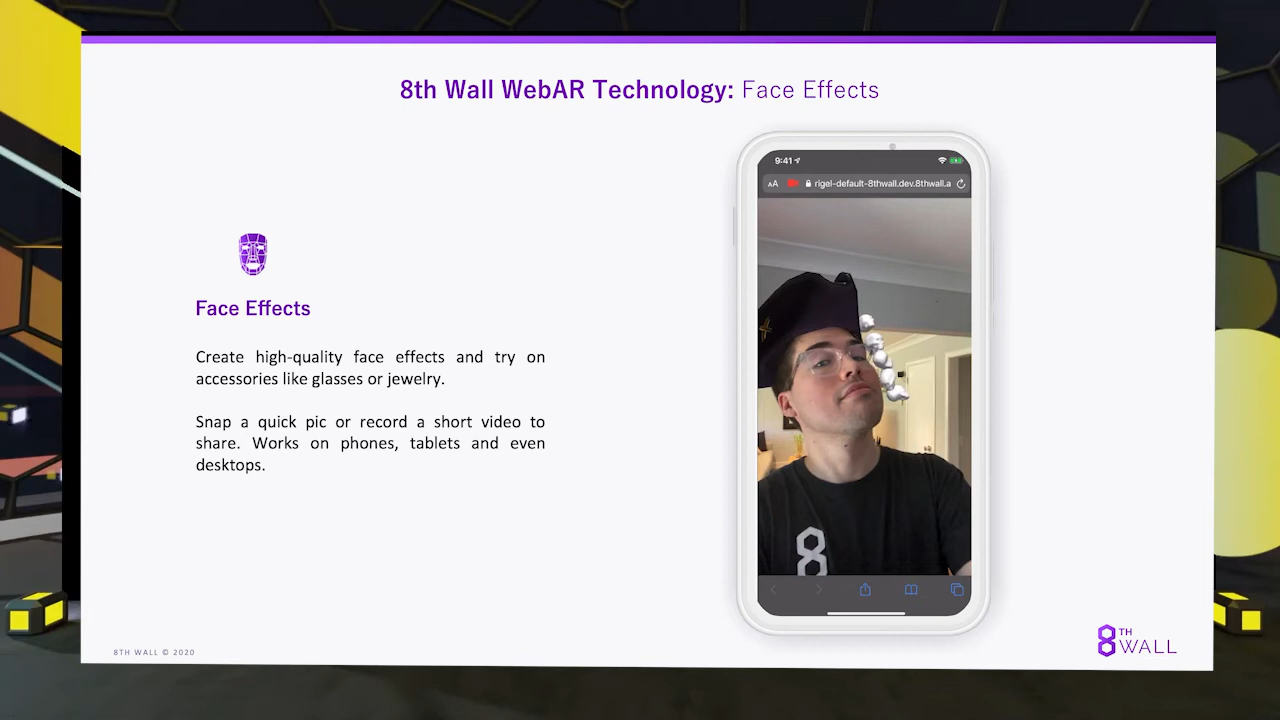 8th Wall WebAR Technology: Face Effects
9:41
AA rigel-default-8thwall.dev.8thwall.a
Face Effects
Create high-quality face effects and try on
accessories like glasses or jewelry.
Snap a quick pic or record a short video to
share. Works on phones, tablets and even
desktops.
8
8TH WALL © 2020
8TH
WALL